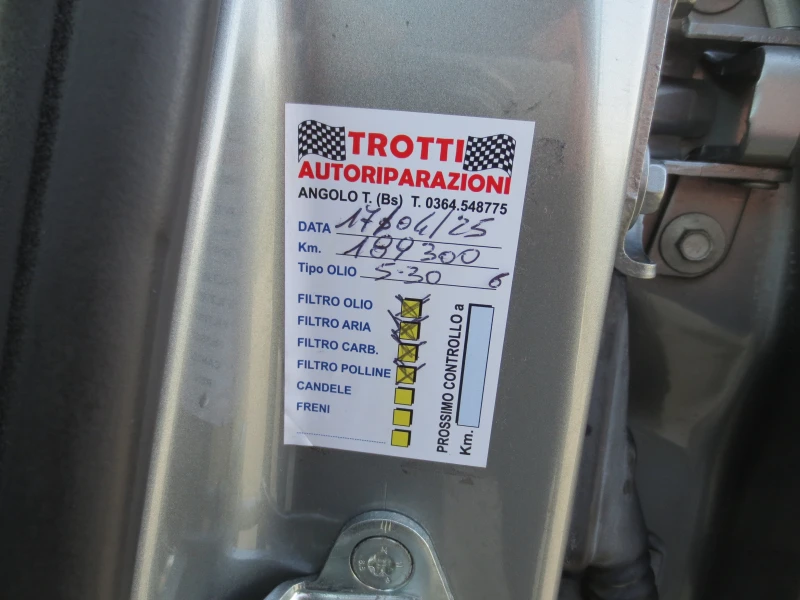 TROTTI
AUTORIPARAZIONI
ANGOLO T. (Bs) T. 0364.548775
DATA 17/04/25
Km. 189300
Tipo OLIO 5-30 6
FILTRO OLIO
FILTRO ARIA
FILTRO CARB.
FILTRO POLLINE
CANDELE
FRENI
PROSSIMO CONTROLLO a
Km.